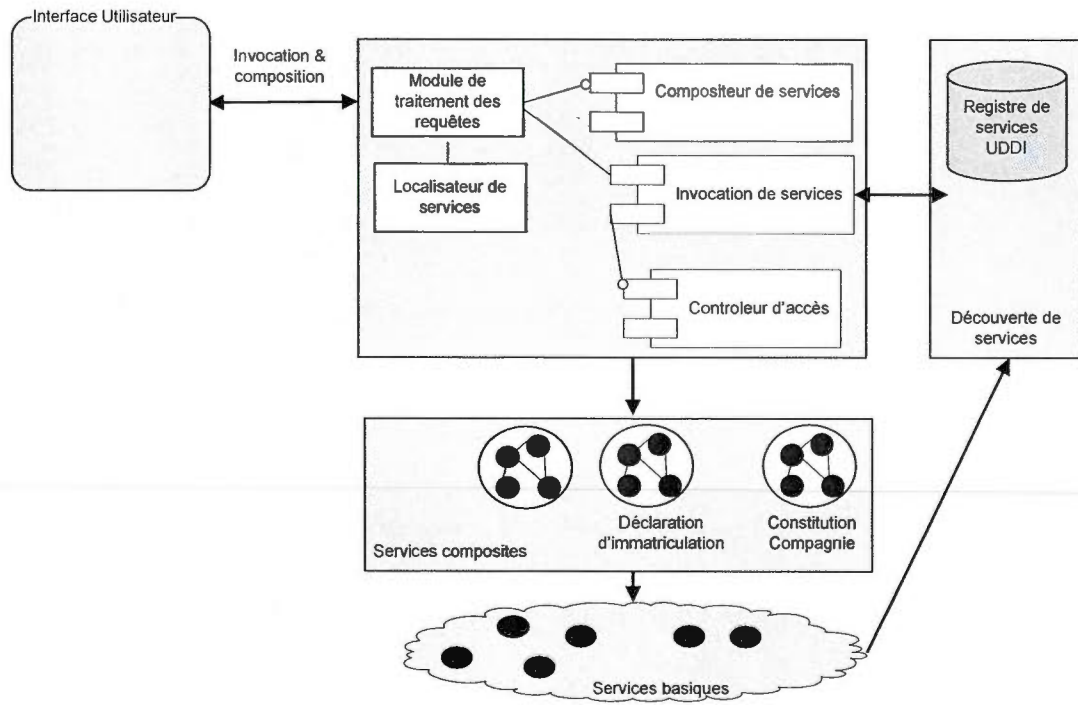 Interface Utilisateur
Invocation &
composition
Module de
traitement des
requêtes
Localisateur de
services
Compositeur de services
Invocation de services
Controleur d'accès
Registre de
services
UDDI
Découverte de
services
Services composites
Déclaration
d'immatriculation
Constitution
Compagnie
Services basiques